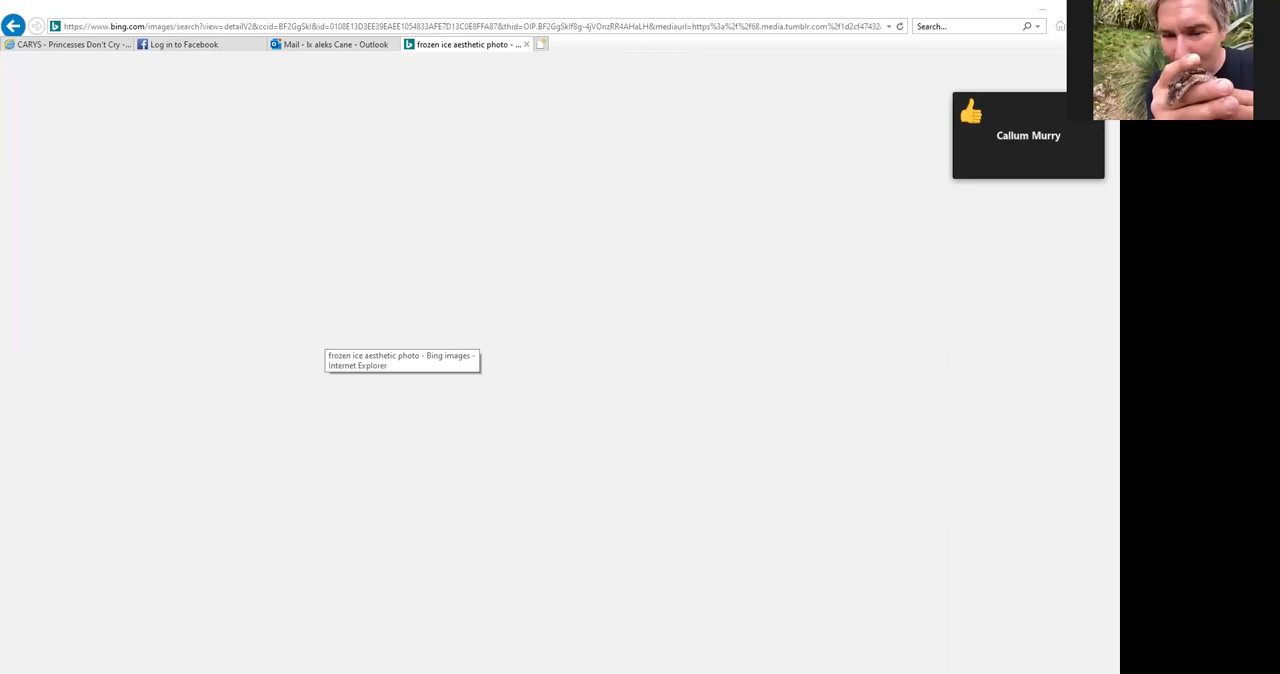 https://www.bing.com/images/search?view=detailV2&ccid=BF2GgSkl&id=0108E13D3EE39EAEE1054833AFE7D13C0E8FFA87&thid=OIP.BF2GgSklf8g-4jVOnzRR4AHaLH&mediaurl=https%3a%2f%2f68.media.tumblr.com%2f1d2cf47432 Search...
CARYS - Princesses Don't Cry -... Log in to Facebook Mail - lx aleks Cane - Outlook frozen ice aesthetic photo - ...
Callum Murry
frozen ice aesthetic photo - Bing images -
Internet Explorer